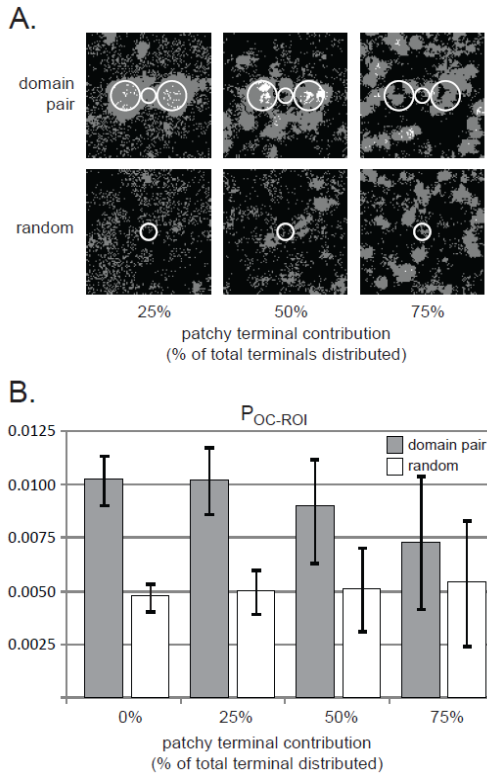 A.
domain
pair
random
25% 50% 75%
patchy terminal contribution
(% of total terminals distributed)
B.
P_OC-ROI
0.0125
0.0100
0.0075
0.0050
0.0025
domain pair
random
0% 25% 50% 75%
patchy terminal contribution
(% of total terminal distributed)